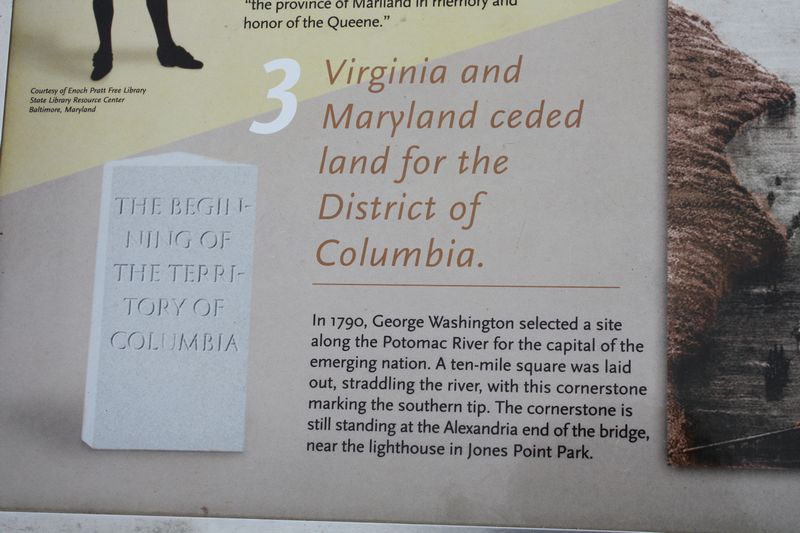 "the province of Mariland in memory and
honor of the Queene."
Courtesy of Enoch Pratt Free Library
State Library Resource Center
Baltimore, Maryland
3
Virginia and
Maryland ceded
land for the
District of
Columbia.
THE BEGIN-
NING OF
THE TERRI-
TORY OF
COLUMBIA
In 1790, George Washington selected a site
along the Potomac River for the capital of the
emerging nation. A ten-mile square was laid
out, straddling the river, with this cornerstone
marking the southern tip. The cornerstone is
still standing at the Alexandria end of the bridge,
near the lighthouse in Jones Point Park.